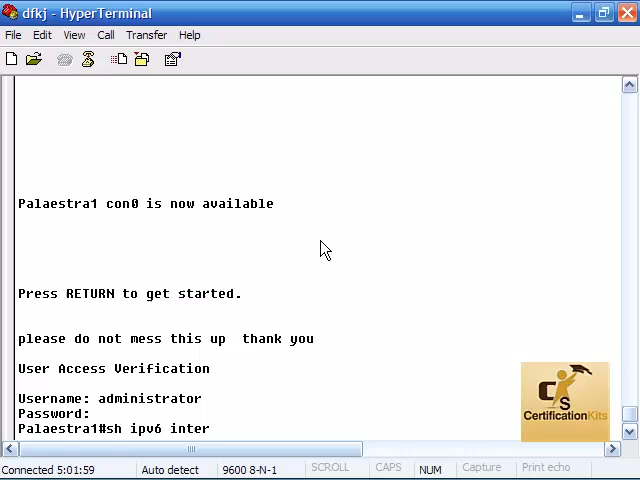 dfkj - HyperTerminal
File Edit View Call Transfer Help
Palaestra1 con0 is now available
Press RETURN to get started.
please do not mess this up  thank you
User Access Verification
Username: administrator
Password:
Palaestra1#sh ipv6 inter
CS
CertificationKits
Connected 5:01:59 Auto detect 9600 8-N-1 SCROLL CAPS NUM Capture Print echo